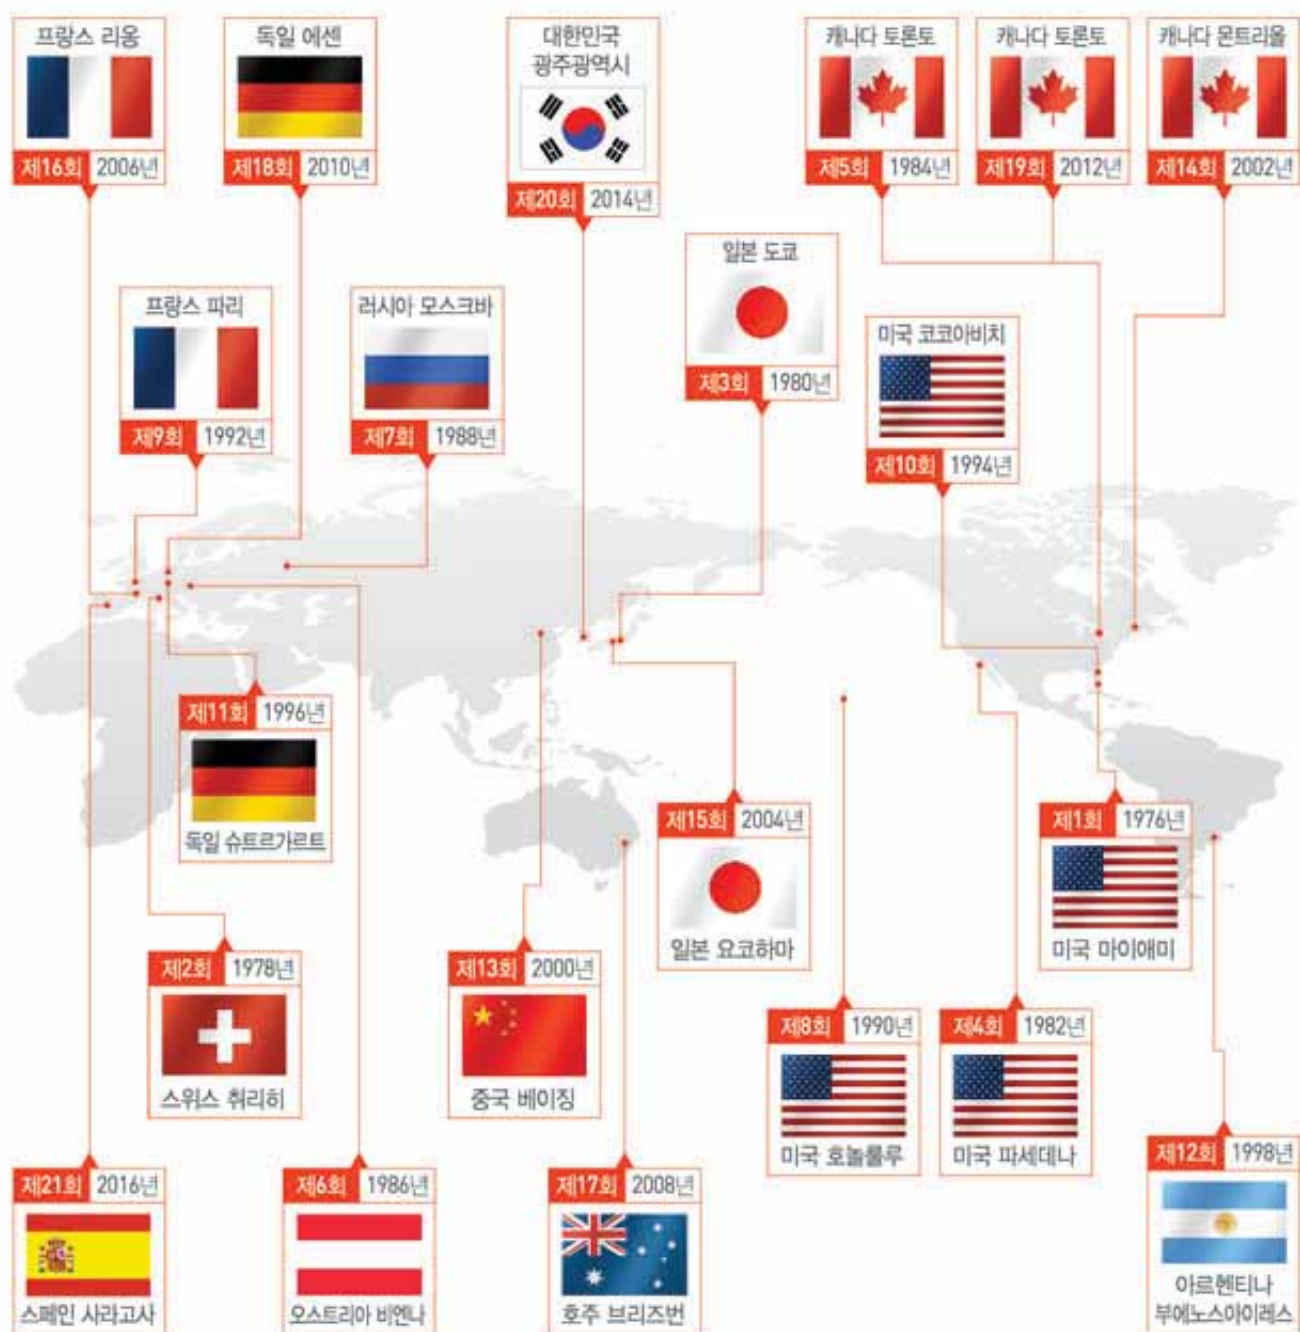 프랑스 리옹
제16회 2006년
독일 에센
제18회 2010년
대한민국
광주광역시
제20회 2014년
캐나다 토론토
제5회 1984년
캐나다 토론토
제19회 2012년
캐나다 몬트리올
제14회 2002년
프랑스 파리
제9회 1992년
러시아 모스크바
제7회 1988년
일본 도쿄
제3회 1980년
미국 코코아비치
제10회 1994년
제11회 1996년
독일 슈트르가르트
제15회 2004년
일본 요코하마
제1회 1976년
미국 마이애미
제2회 1978년
스위스 취리히
제13회 2000년
중국 베이징
제8회 1990년
미국 호놀룰루
제4회 1982년
미국 파세데나
제12회 1998년
아르헨티나
부에노스아이레스
제21회 2016년
스페인 사라고사
제6회 1986년
오스트리아 비엔나
제17회 2008년
호주 브리즈번